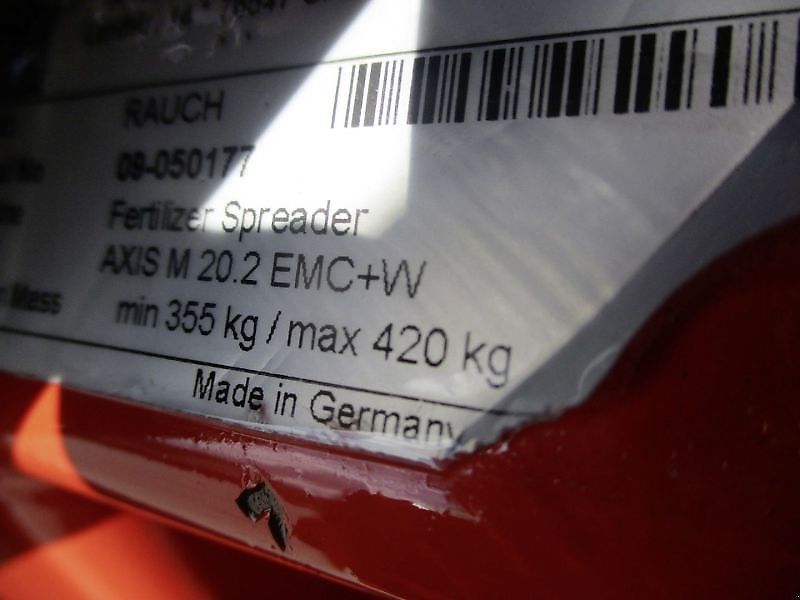 RAUCH
No 09-050177
Fertilizer Spreader
AXIS M 20.2 EMC+W
Mass min 355 kg / max 420 kg
Made in Germany